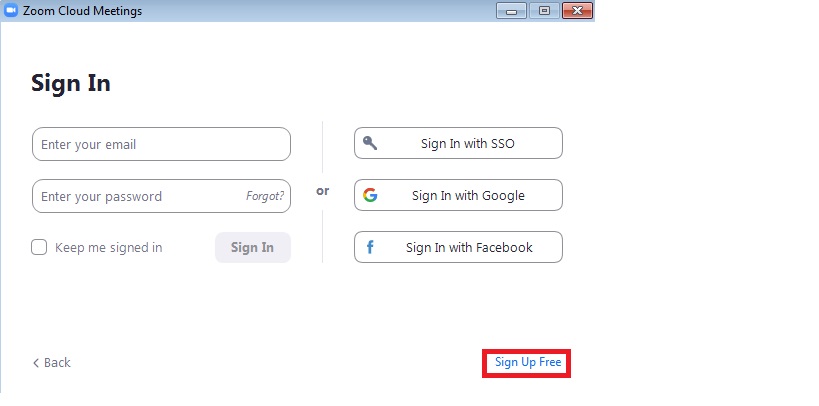 Zoom Cloud Meetings
Sign In
Enter your email
Enter your password Forgot?
Keep me signed in Sign In
or
Sign In with SSO
Sign In with Google
Sign In with Facebook
Back
Sign Up Free